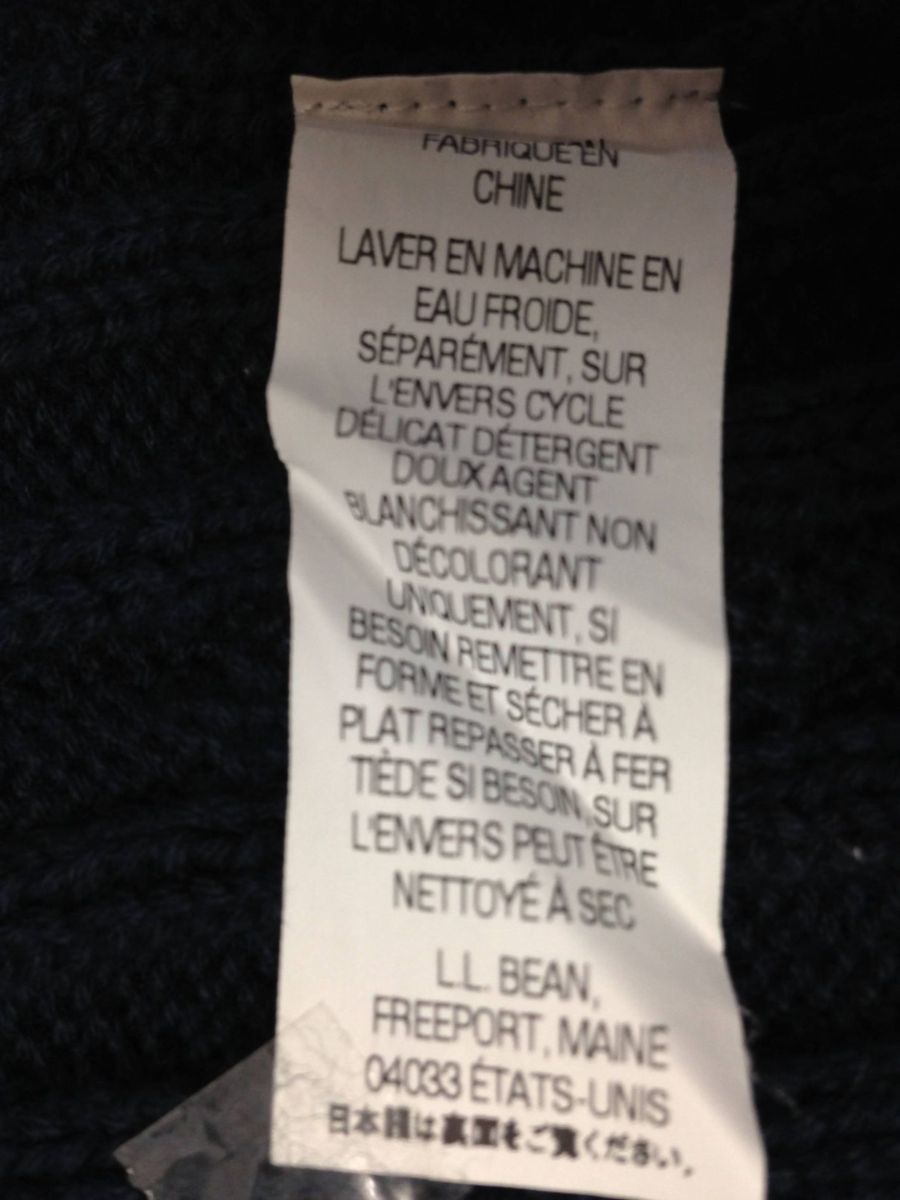 FABRIQUE EN
CHINE
LAVER EN MACHINE EN
EAU FROIDE,
SÉPARÉMENT, SUR
L'ENVERS CYCLE
DÉLICAT DÉTERGENT
DOUX AGENT
BLANCHISSANT NON
DÉCOLORANT
UNIQUEMENT, SI
BESOIN REMETTRE EN
FORME ET SÉCHER À
PLAT REPASSER À FER
TIÈDE SI BESOIN, SUR
L'ENVERS PEUT ÊTRE
NETTOYÉ À SEC
L.L. BEAN,
FREEPORT, MAINE
04033 ÉTATS-UNIS
日本語は裏面をご覧ください。